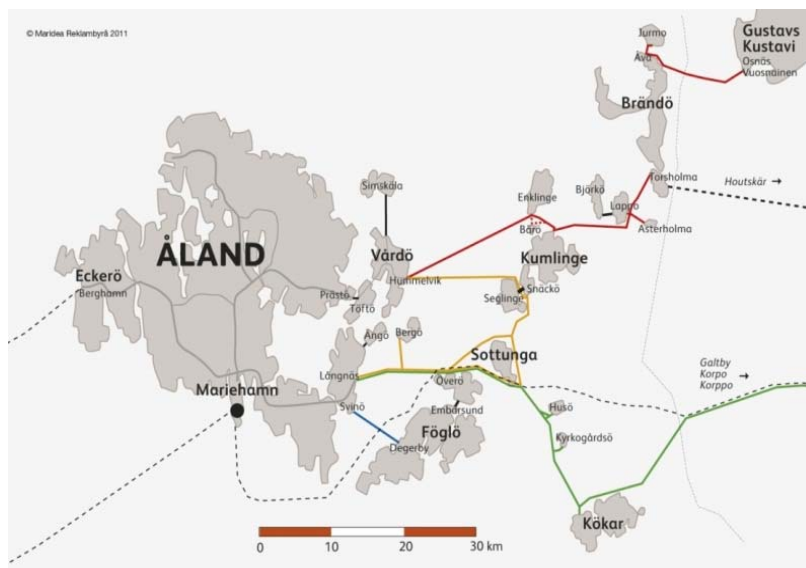 © Maridea Reklambyrå 2011
Jurmo
Gustavs
Kustavi
Åva
Osnäs
Vuosnainen
Brändö
Torsholma
Houtskär →
Simskäla
Enklinge
Björkö
Lappo
Asterholma
Bärö
ÅLAND
Vårdö
Kumlinge
Eckerö
Berghamn
Hummelvik
Snäckö
Seglinge
Prästö
Töftö
Ängö
Bergö
Sottunga
Galtby
Korpo
Korppo →
Långnäs
Överö
Mariehamn
Svinö
Embarsund
Husö
Föglö
Degerby
Kyrkogårdsö
Kökar
0 10 20 30 km